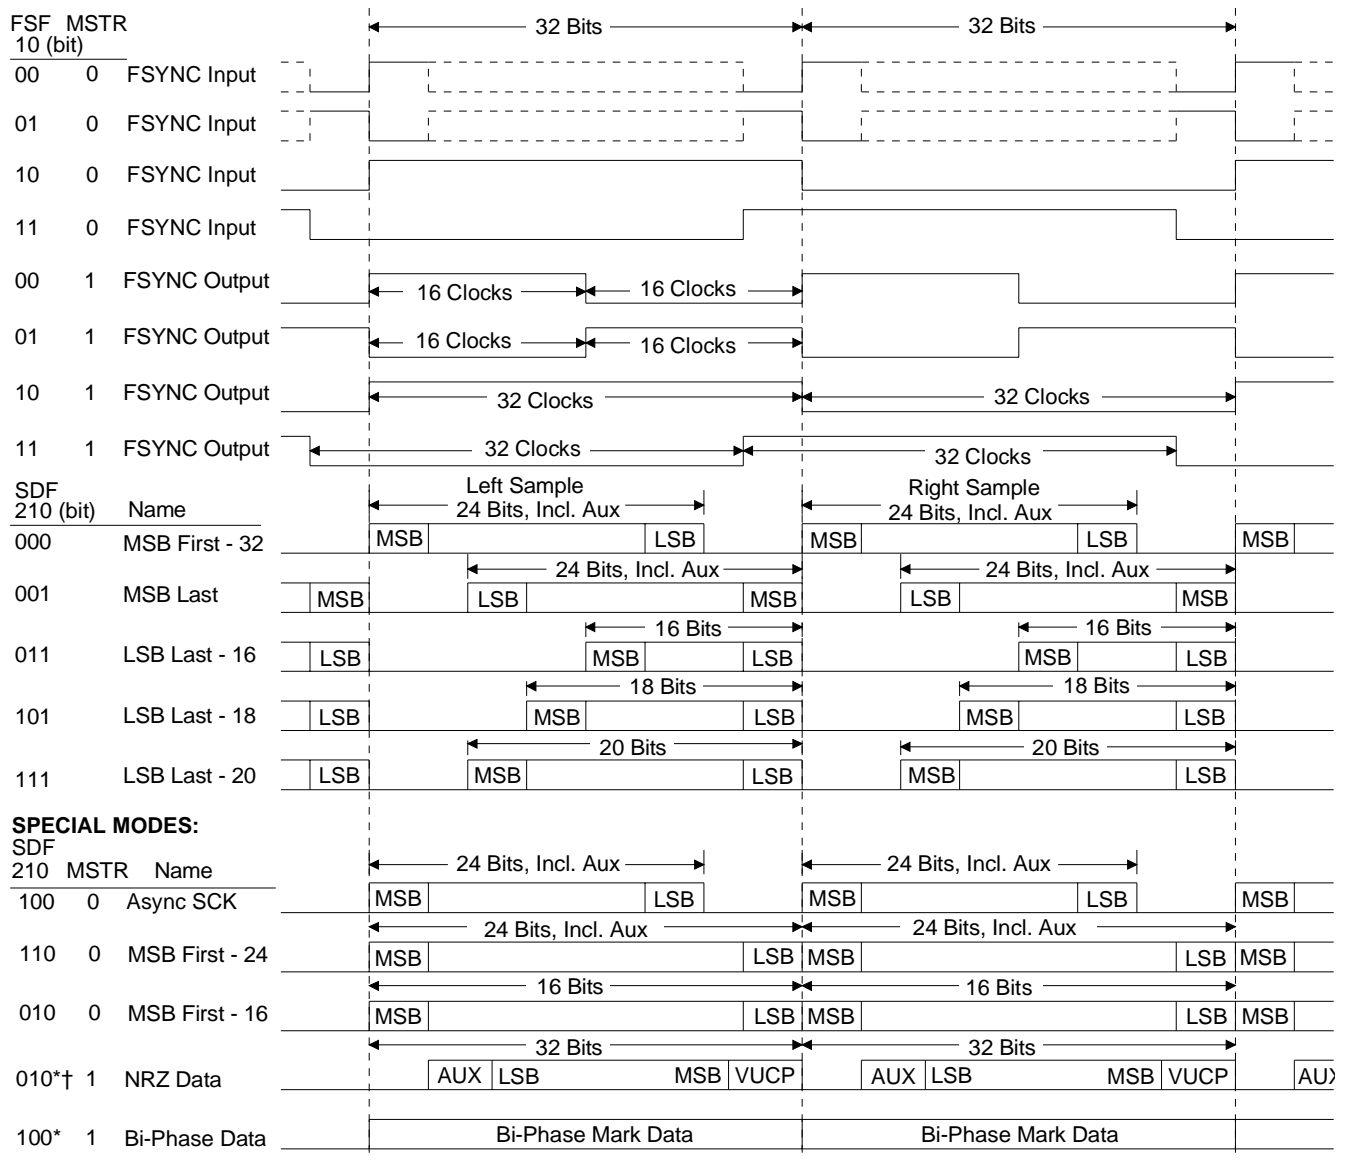 FSF MSTR 32 Bits 32 Bits
10 (bit)
00 0 FSYNC Input
01 0 FSYNC Input
10 0 FSYNC Input
11 0 FSYNC Input
00 1 FSYNC Output 16 Clocks 16 Clocks
01 1 FSYNC Output 16 Clocks 16 Clocks
10 1 FSYNC Output 32 Clocks 32 Clocks
11 1 FSYNC Output 32 Clocks 32 Clocks
SDF Left Sample Right Sample
210 (bit) Name 24 Bits, Incl. Aux 24 Bits, Incl. Aux
000 MSB First - 32 MSB LSB MSB LSB MSB
24 Bits, Incl. Aux 24 Bits, Incl. Aux
001 MSB Last MSB LSB MSB LSB MSB
16 Bits 16 Bits
011 LSB Last - 16 LSB MSB LSB MSB LSB
18 Bits 18 Bits
101 LSB Last - 18 LSB MSB LSB MSB LSB
20 Bits 20 Bits
111 LSB Last - 20 LSB MSB LSB MSB LSB
SPECIAL MODES:
SDF
210 MSTR Name 24 Bits, Incl. Aux 24 Bits, Incl. Aux
100 0 Async SCK MSB LSB MSB LSB MSB
24 Bits, Incl. Aux 24 Bits, Incl. Aux
110 0 MSB First - 24 MSB LSB MSB LSB MSB
16 Bits 16 Bits
010 0 MSB First - 16 MSB LSB MSB LSB MSB
32 Bits 32 Bits
010*† 1 NRZ Data AUX LSB MSB VUCP AUX LSB MSB VUCP AUX
100* 1 Bi-Phase Data Bi-Phase Mark Data Bi-Phase Mark Data